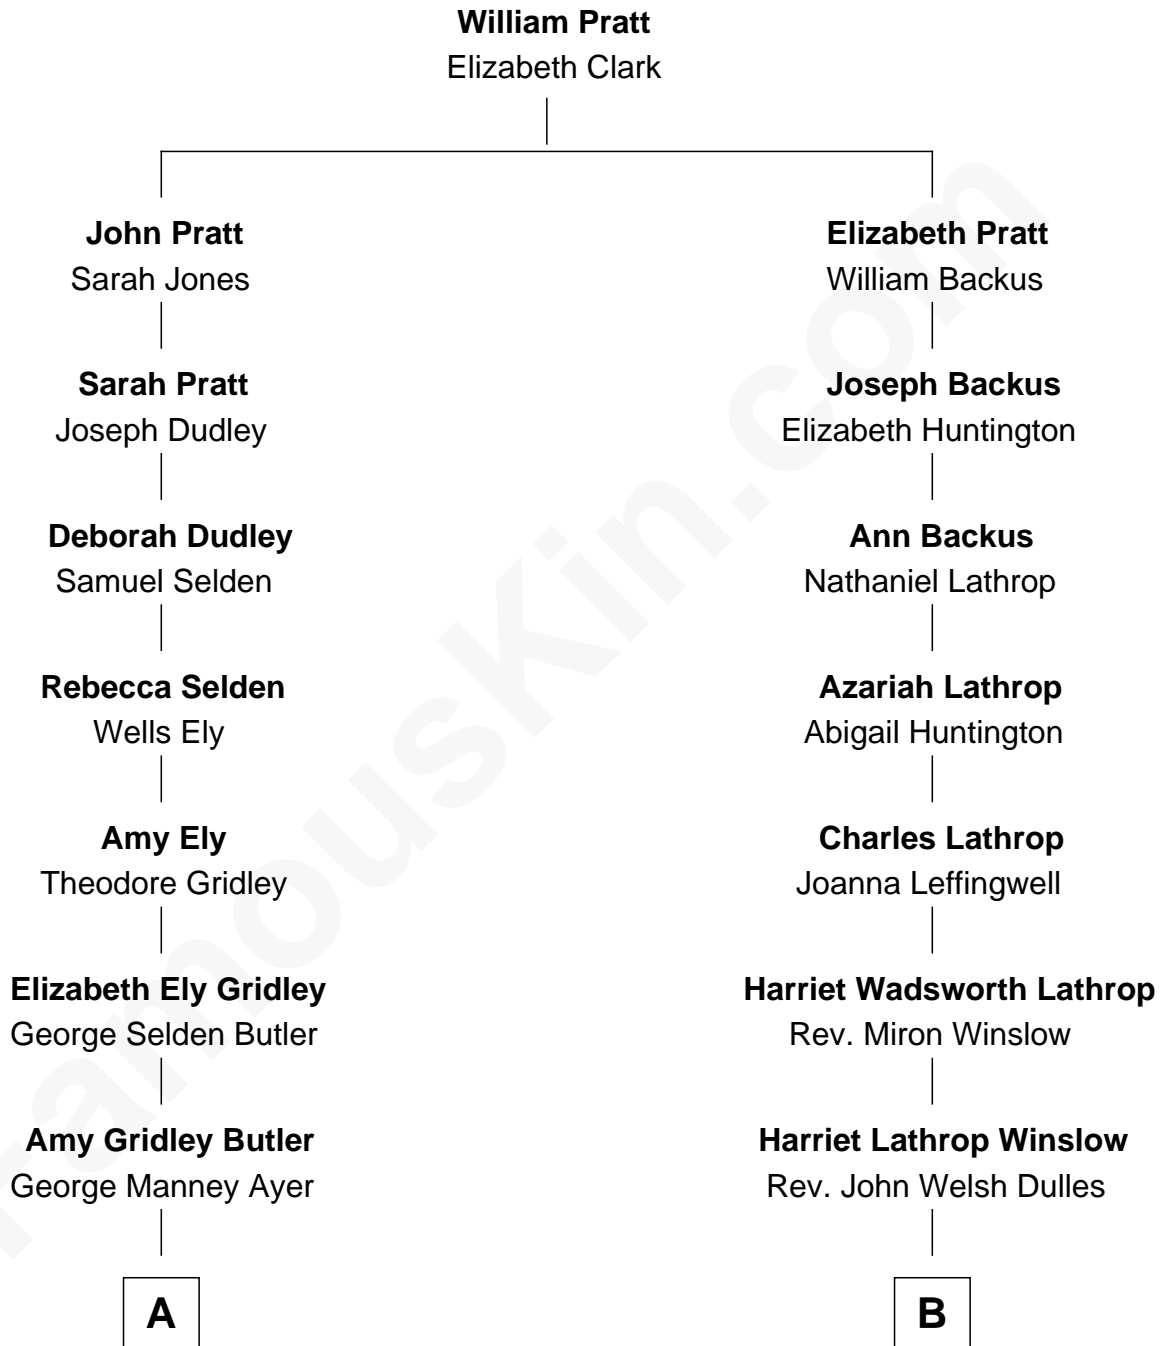 William Pratt
Elizabeth Clark
John Pratt
Sarah Jones
Elizabeth Pratt
William Backus
Sarah Pratt
Joseph Dudley
Joseph Backus
Elizabeth Huntington
Deborah Dudley
Samuel Selden
Ann Backus
Nathaniel Lathrop
Rebecca Selden
Wells Ely
Azariah Lathrop
Abigail Huntington
Amy Ely
Theodore Gridley
Charles Lathrop
Joanna Leffingwell
Elizabeth Ely Gridley
George Selden Butler
Harriet Wadsworth Lathrop
Rev. Miron Winslow
Amy Gridley Butler
George Manney Ayer
Harriet Lathrop Winslow
Rev. John Welsh Dulles
A
B
FamousKin.com